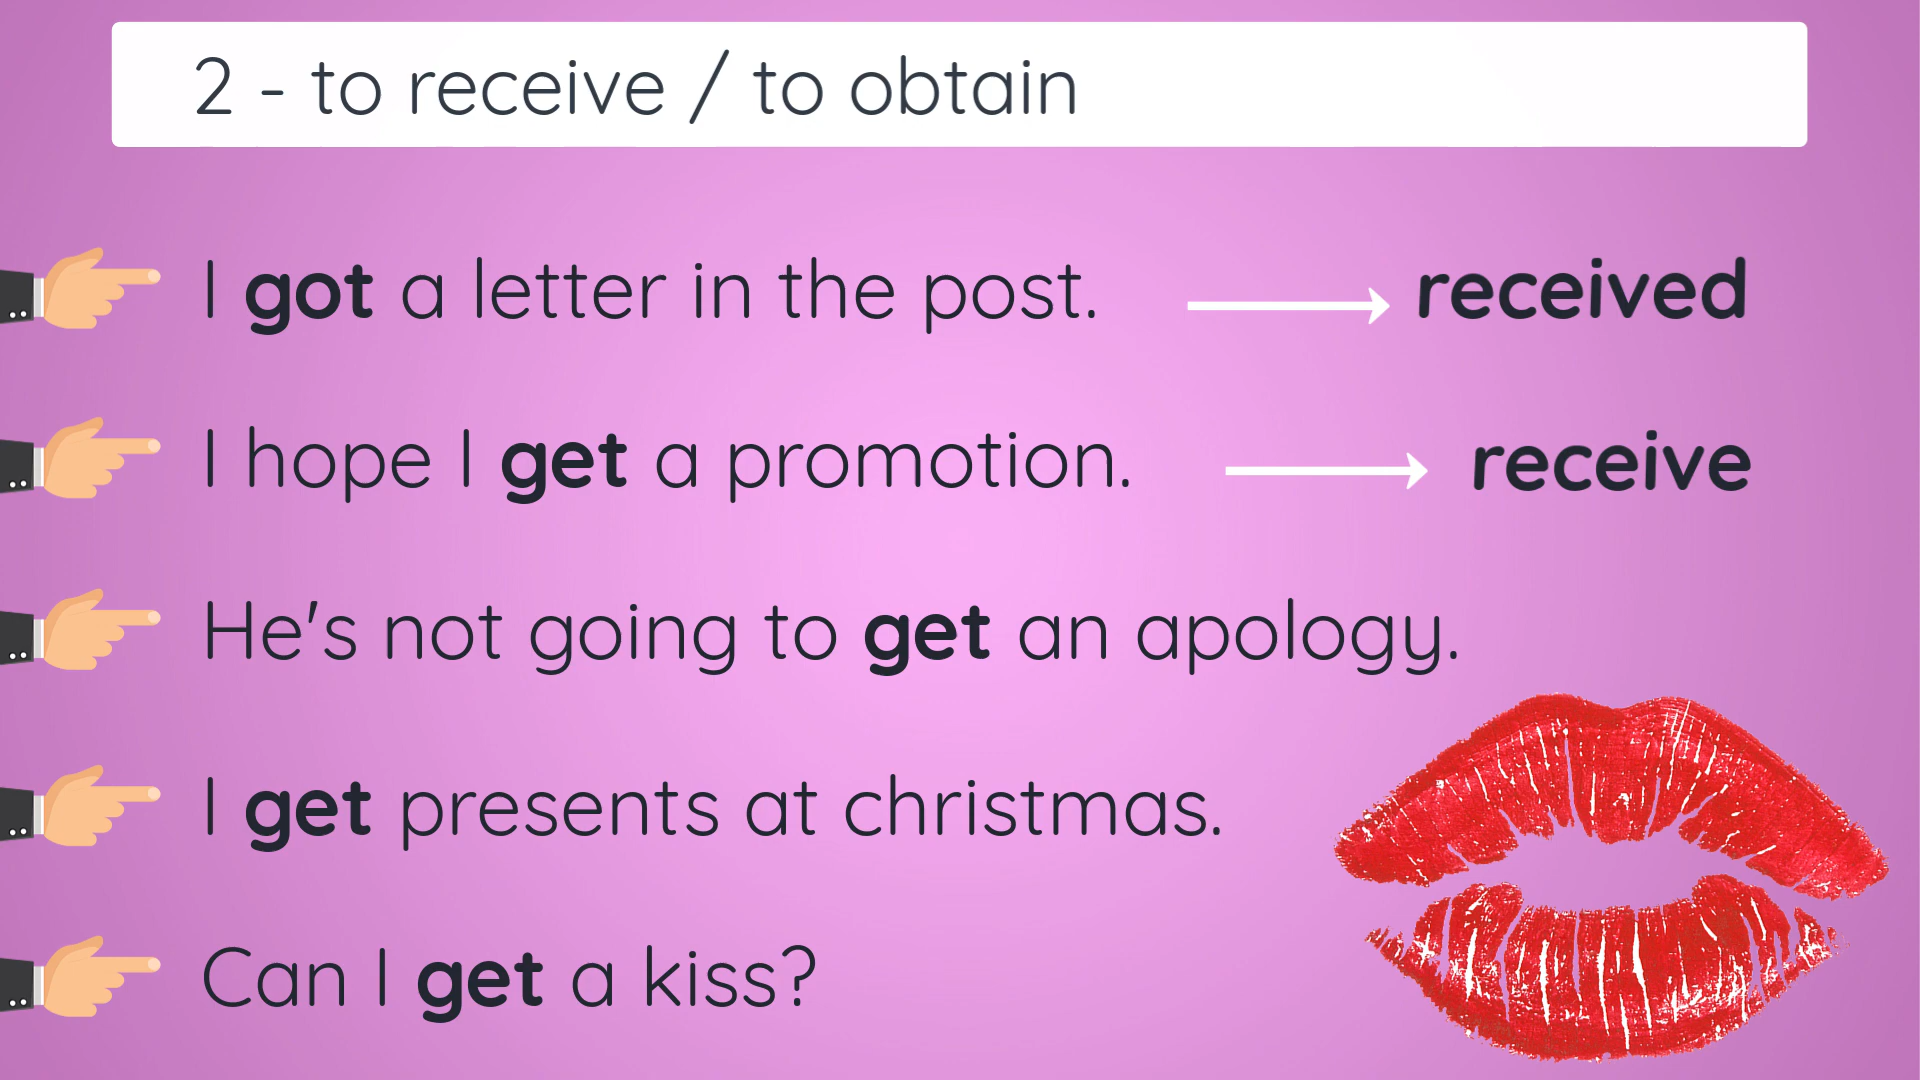 2 - to receive / to obtain
I got a letter in the post. received
I hope I get a promotion. receive
He's not going to get an apology.
I get presents at christmas.
Can I get a kiss?